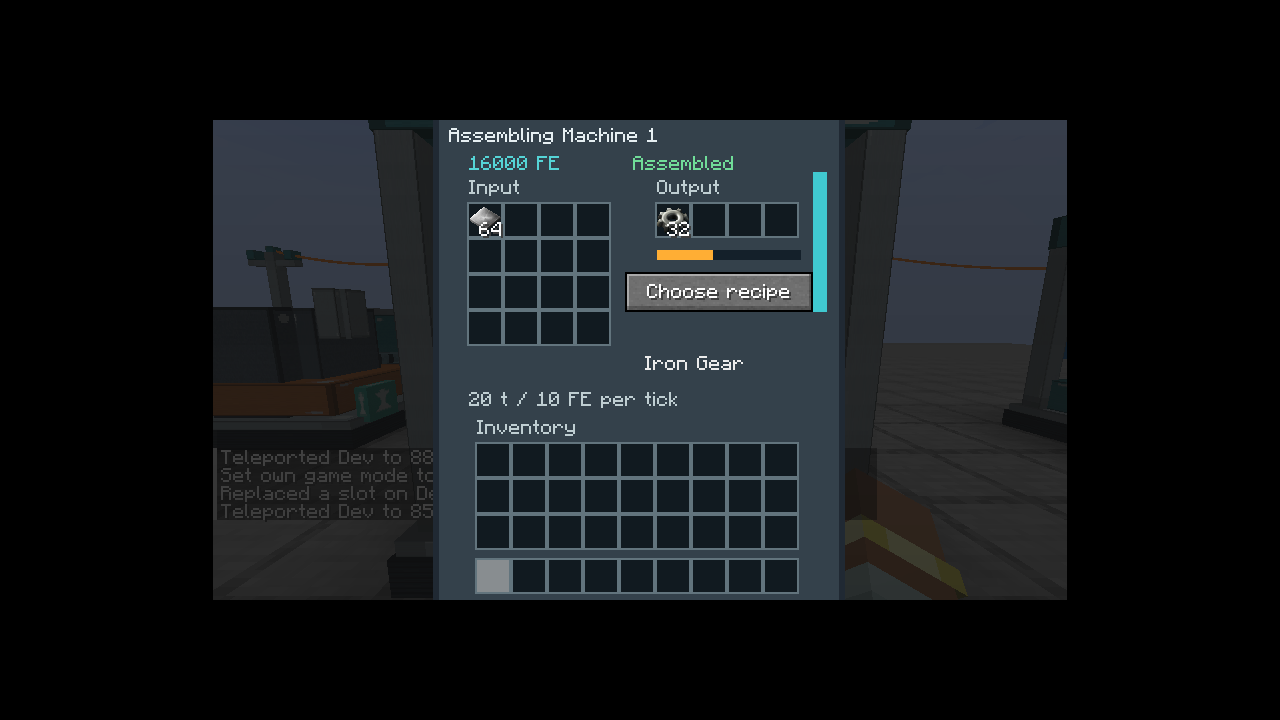 Assembling Machine 1
16000 FE
Assembled
Input
Output
64
32
Choose recipe
Iron Gear
20 t / 10 FE per tick
Inventory
Teleported Dev to 88
Set own game mode to
Replaced a slot on De
Teleported Dev to 85